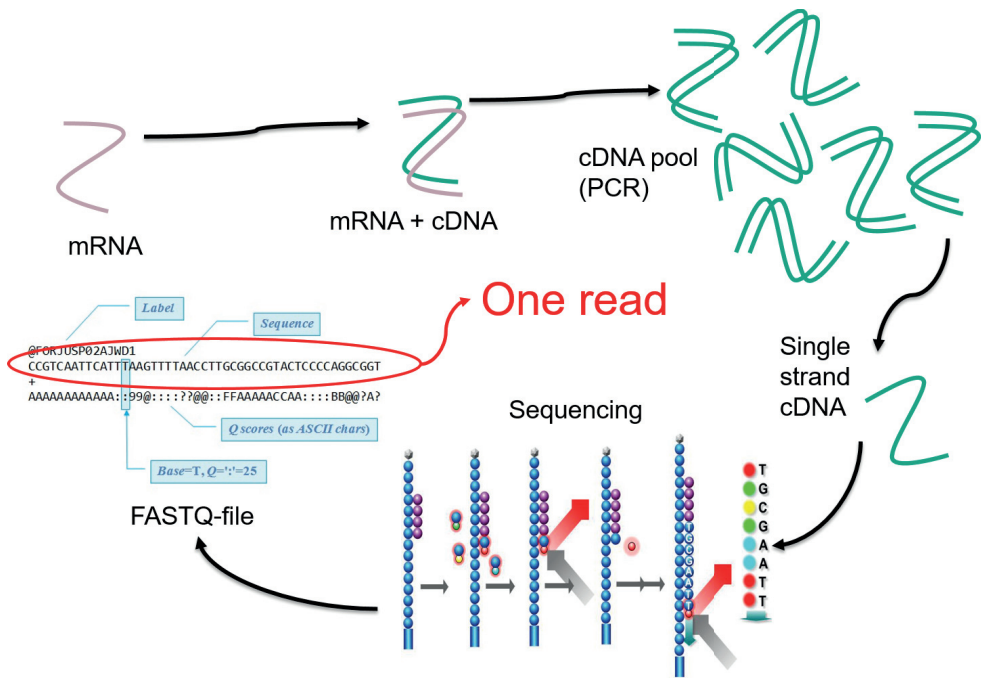 mRNA
mRNA + cDNA
cDNA pool
(PCR)
One read
Label
Sequence
@FORJUSP02AJWD1
CCGTCAATTCATTTAAGTTTTAACCTTGCGGCCGTACTCCCCAGGCGGT
+
AAAAAAAAAAAA::99@::::??@@::FFAAAAACCAA::::BB@@?A?
Q scores (as ASCII chars)
Base=T, Q=':'=25
FASTQ-file
Single
strand
cDNA
Sequencing
TGCGAATT
T
G
C
G
A
A
T
T